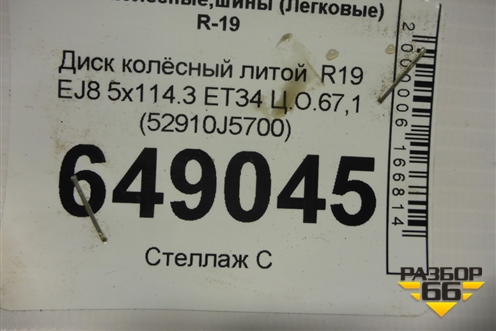 шины (Легковые)
R-19
Диск колёсный литой R19
EJ8 5x114.3 ET34 Ц.О.67,1
(52910J5700)
649045
Стеллаж С
2000006166814
РАЗБОР
66